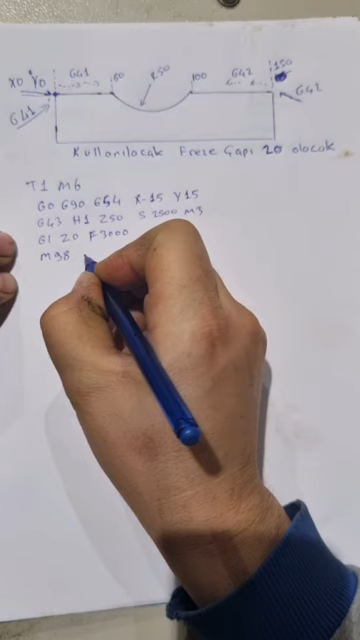 150
X0 Y0 G41 50 R50 100 G42
G41 G42
Kullanılacak Freze Çapı 20 olacak
T1 M6
G0 G90 G54 X-15 Y15
G43 H1 Z50 S2500 M3
G1 Z0 F3000
M98